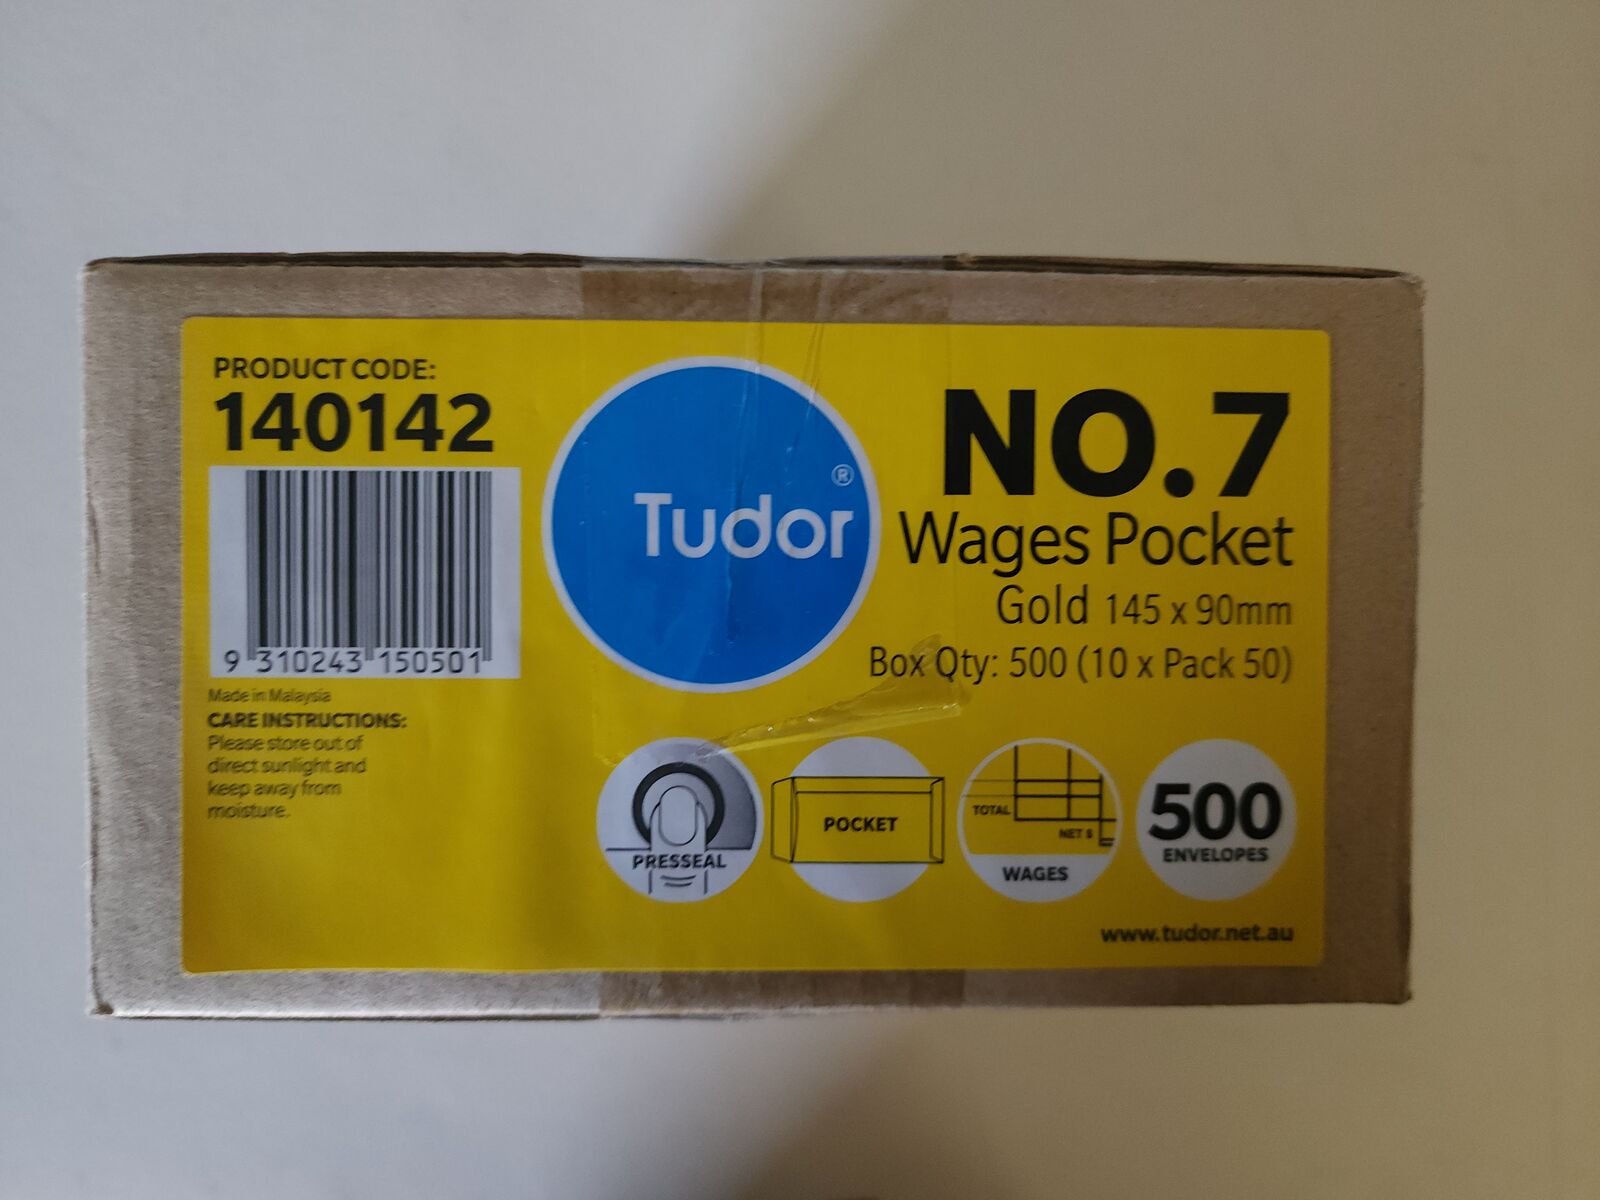 PRODUCT CODE:
140142
9 310243 150501
Made in Malaysia
CARE INSTRUCTIONS:
Please store out of
direct sunlight and
keep away from
moisture.
Tudor®
NO.7
Wages Pocket
Gold 145 x 90mm
Box Qty: 500 (10 x Pack 50)
PRESSEAL
POCKET
TOTAL
NET $
WAGES
500
ENVELOPES
www.tudor.net.au